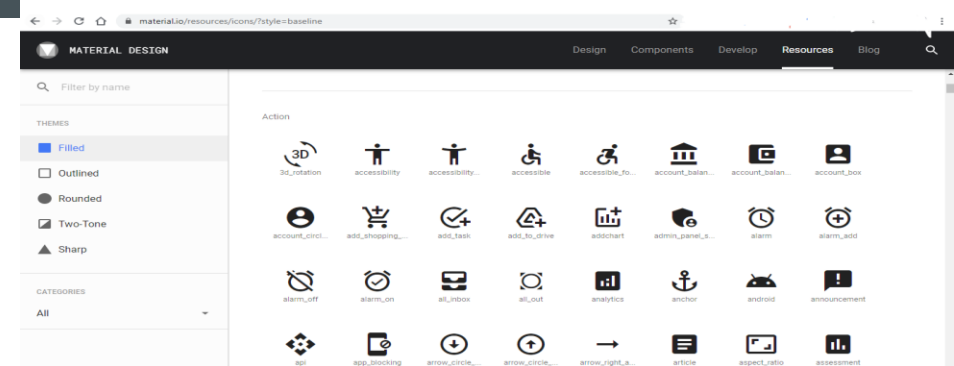 material.io/resources/icons/?style=baseline
MATERIAL DESIGN
Design Components Develop Resources Blog
Filter by name
THEMES
Filled
Outlined
Rounded
Two-Tone
Sharp
CATEGORIES
All
Action
3D
3d_rotation accessibility accessibility... accessible accessible_fo... account_balan... account_balan... account_box
account_circl... add_shopping_... add_task add_to_drive addchart admin_panel_s... alarm alarm_add
alarm_off alarm_on all_inbox all_out analytics anchor android announcement
api app_blocking arrow_circle_... arrow_circle_... arrow_right_a... article aspect_ratio assessment